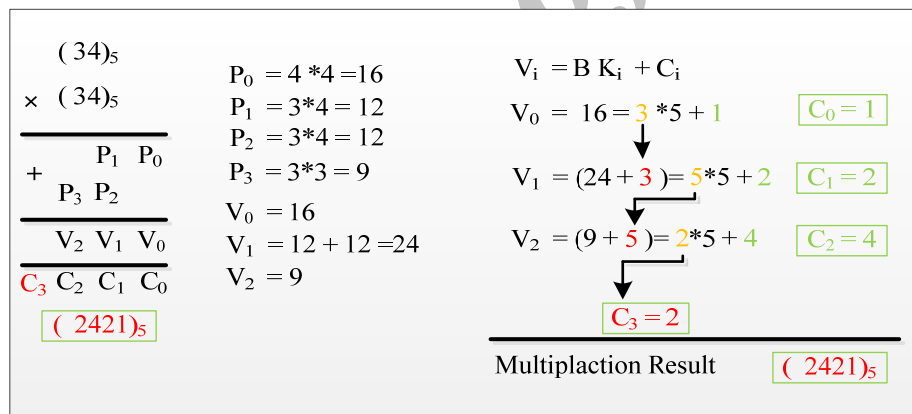 ( 34)₅
× ( 34)₅
P₁ P₀
+ P₃ P₂
V₂ V₁ V₀
C₃ C₂ C₁ C₀
( 2421)₅
P₀ = 4 *4 =16
P₁ = 3*4 = 12
P₂ = 3*4 = 12
P₃ = 3*3 = 9
V₀ = 16
V₁ = 12 + 12 =24
V₂ = 9
Vᵢ = B Kᵢ + Cᵢ
V₀ = 16 = 3 *5 + 1 C₀ = 1
V₁ = (24 + 3 )= 5*5 + 2 C₁ = 2
V₂ = (9 + 5 )= 2*5 + 4 C₂ = 4
C₃ = 2
Multiplaction Result ( 2421)₅